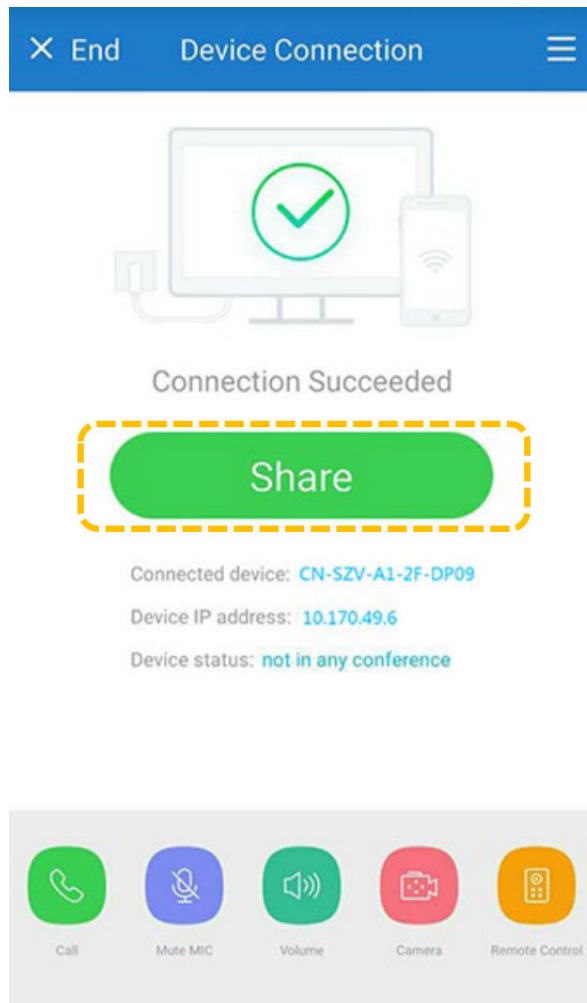 End Device Connection
Connection Succeeded
Share
Connected device: CN-SZV-A1-2F-DP09
Device IP address: 10.170.49.6
Device status: not in any conference
Call Mute MIC Volume Camera Remote Control